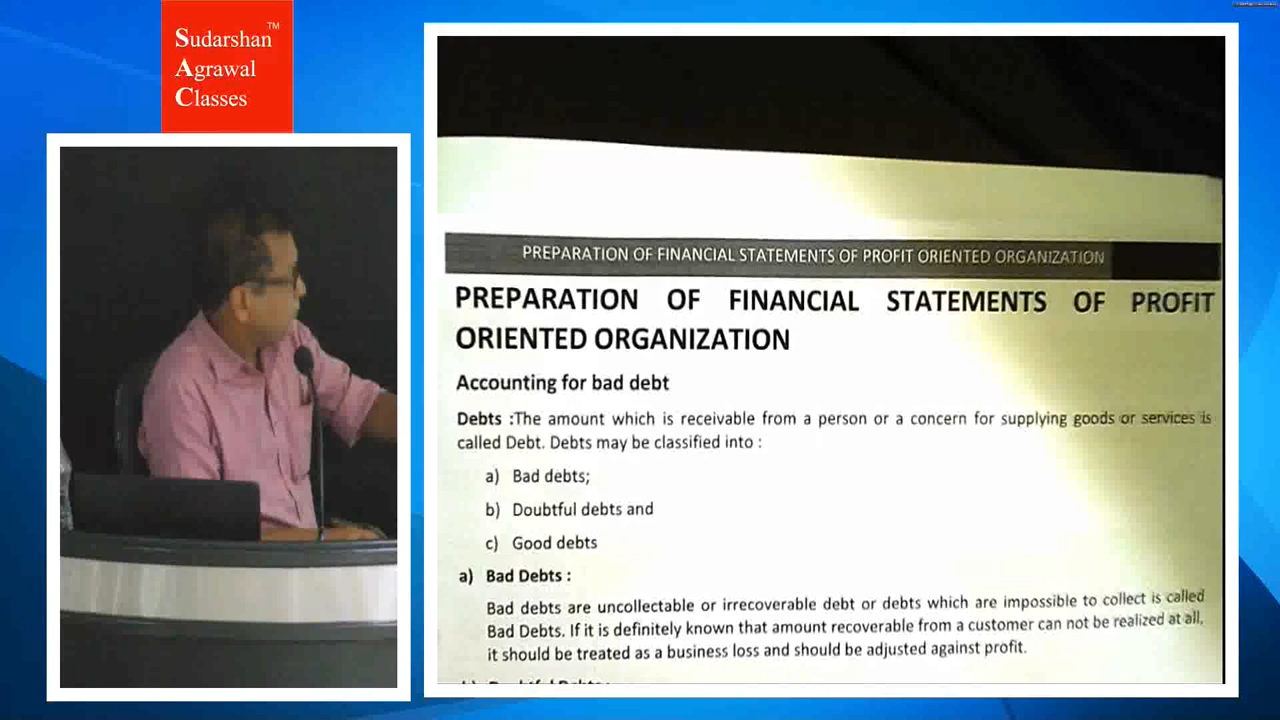 Sudarshan™
Agrawal
Classes
PREPARATION OF FINANCIAL STATEMENTS OF PROFIT ORIENTED ORGANIZATION
PREPARATION OF FINANCIAL STATEMENTS OF PROFIT
ORIENTED ORGANIZATION
Accounting for bad debt
Debts :The amount which is receivable from a person or a concern for supplying goods or services is
called Debt. Debts may be classified into :
a) Bad debts;
b) Doubtful debts and
c) Good debts
a) Bad Debts :
Bad debts are uncollectable or irrecoverable debt or debts which are impossible to collect is called
Bad Debts. If it is definitely known that amount recoverable from a customer can not be realized at all,
it should be treated as a business loss and should be adjusted against profit.
b) Doubtful Debts :